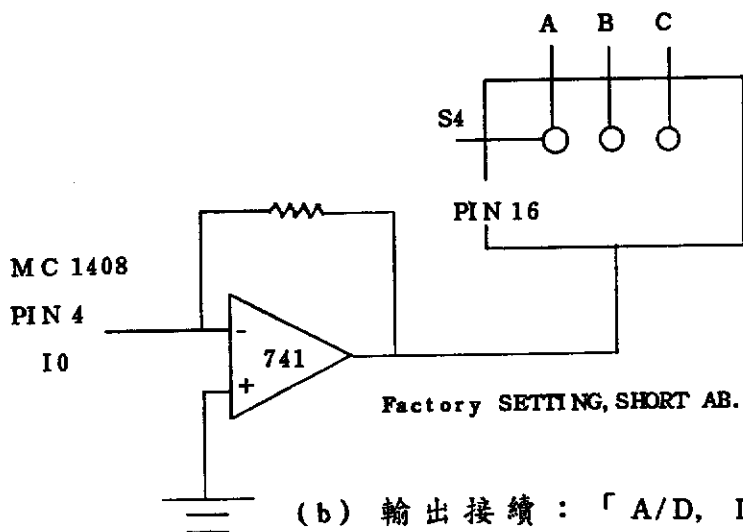 A B C
S4
PIN 16
MC 1408
PIN 4
I0
-
741
+
Factory SETTING, SHORT AB.
(b) 輸出接續：「A/D,